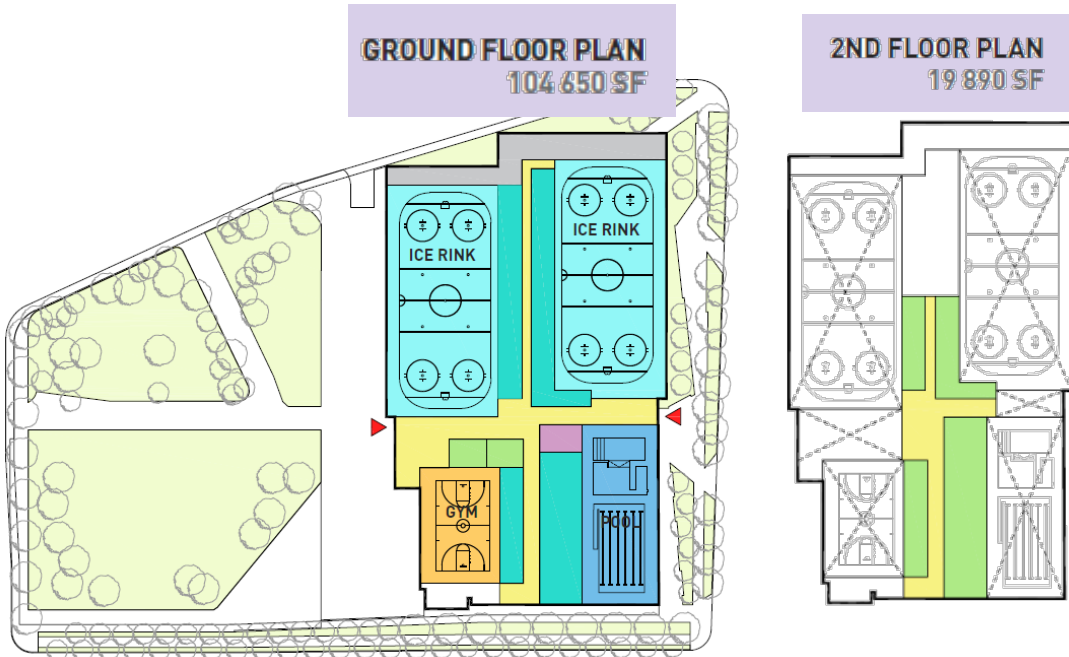 GROUND FLOOR PLAN
104 650 SF
2ND FLOOR PLAN
19 890 SF
ICE RINK
ICE RINK
GYM
POOL